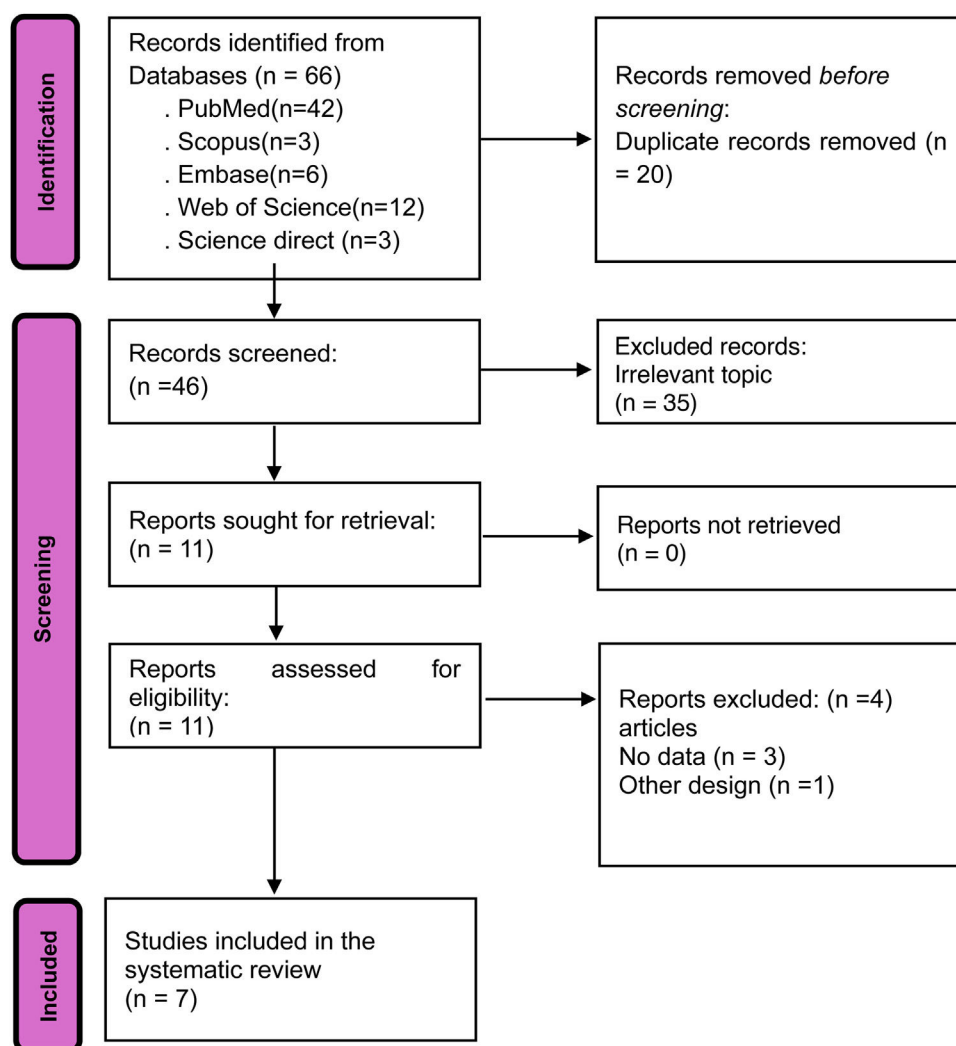 Identification
Records identified from
Databases (n = 66)
. PubMed(n=42)
. Scopus(n=3)
. Embase(n=6)
. Web of Science(n=12)
. Science direct (n=3)
Records removed before
screening:
Duplicate records removed (n
= 20)
Screening
Records screened:
(n =46)
Excluded records:
Irrelevant topic
(n = 35)
Reports sought for retrieval:
(n = 11)
Reports not retrieved
(n = 0)
Reports assessed for
eligibility:
(n = 11)
Reports excluded: (n =4)
articles
No data (n = 3)
Other design (n =1)
Included
Studies included in the
systematic review
(n = 7)